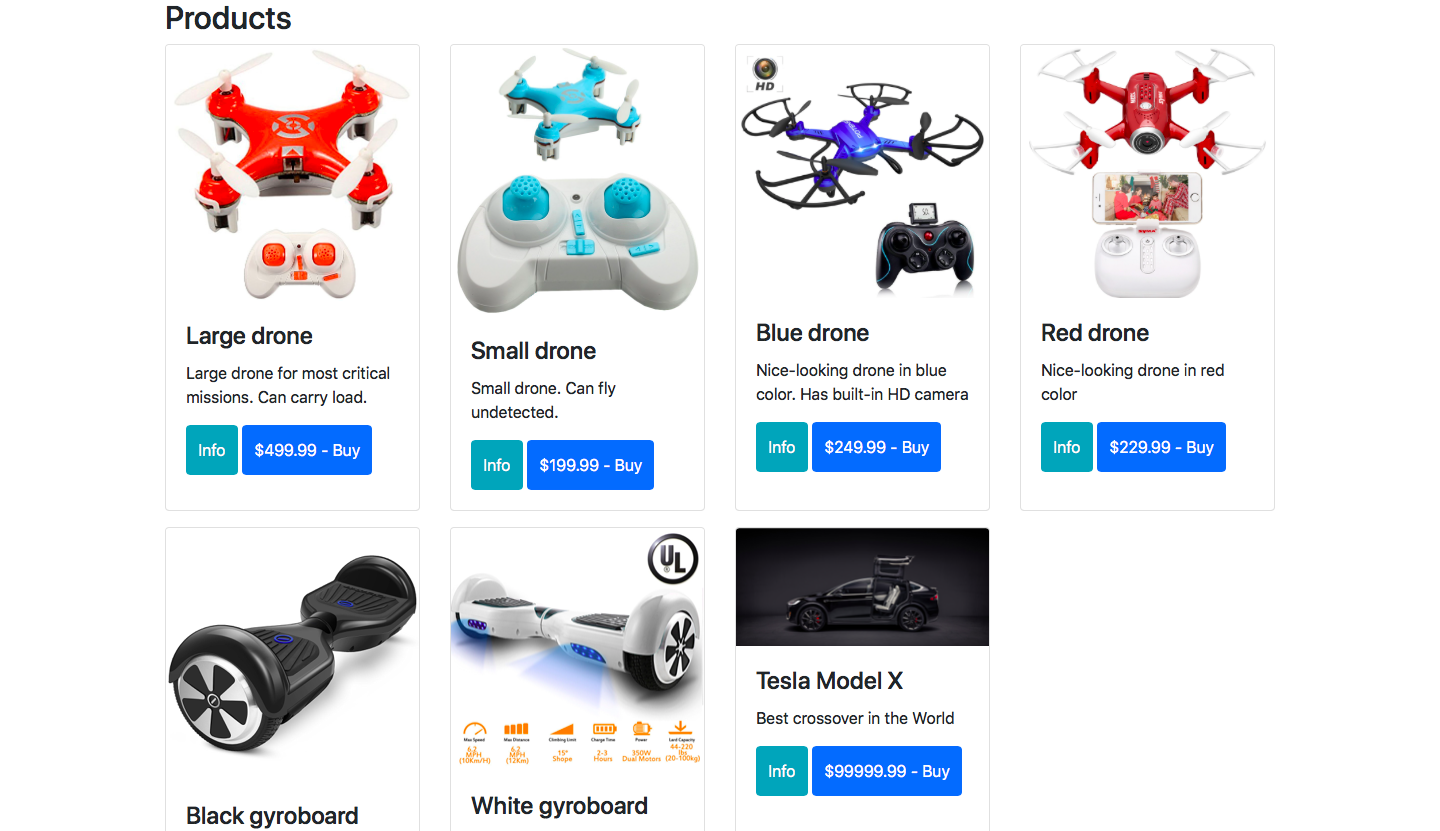 Products
HD
Large drone
Large drone for most critical
missions. Can carry load.
Info
$499.99 - Buy
Small drone
Small drone. Can fly
undetected.
Info
$199.99 - Buy
Blue drone
Nice-looking drone in blue
color. Has built-in HD camera
Info
$249.99 - Buy
Red drone
Nice-looking drone in red
color
Info
$229.99 - Buy
Black gyroboard
UL
Max Speed
6.2
MPH
(10Km/H)
Max Distance
6.2
MPH
(12Km)
Climbing Limit
15°
Shope
Charge Time
2-3
Hours
Power
350W
Dual Motors
Lard Capacity
44-220
lbs
(20-100kg)
White gyroboard
Tesla Model X
Best crossover in the World
Info
$99999.99 - Buy